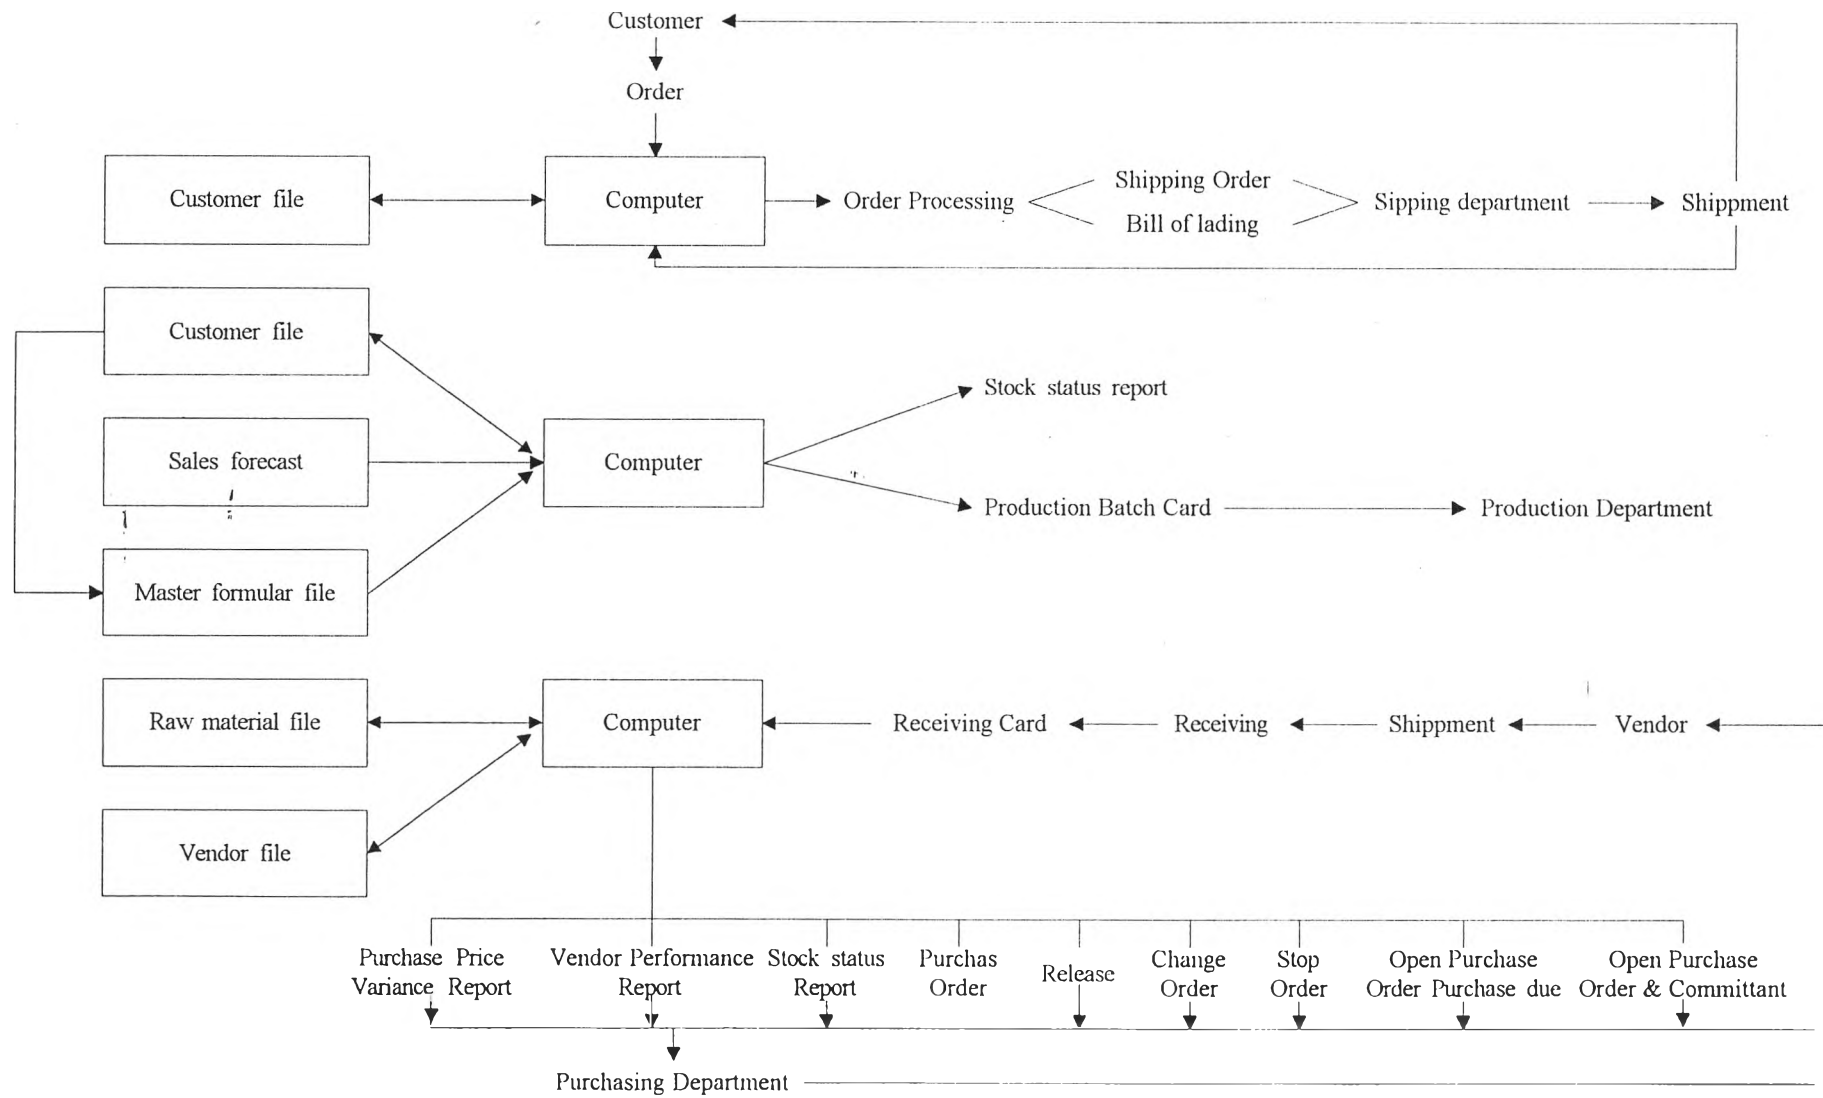 Customer
Order
Customer file
Computer
Order Processing
Shipping Order
Bill of lading
Sipping department
Shippment
Customer file
Sales forecast
Master formular file
Computer
Stock status report
Production Batch Card
Production Department
Raw material file
Computer
Receiving Card
Receiving
Shippment
Vendor
Vendor file
Purchase Price
Variance Report
Vendor Performance
Report
Stock status
Report
Purchas
Order
Release
Change
Order
Stop
Order
Open Purchase
Order Purchase due
Open Purchase
Order & Committant
Purchasing Department